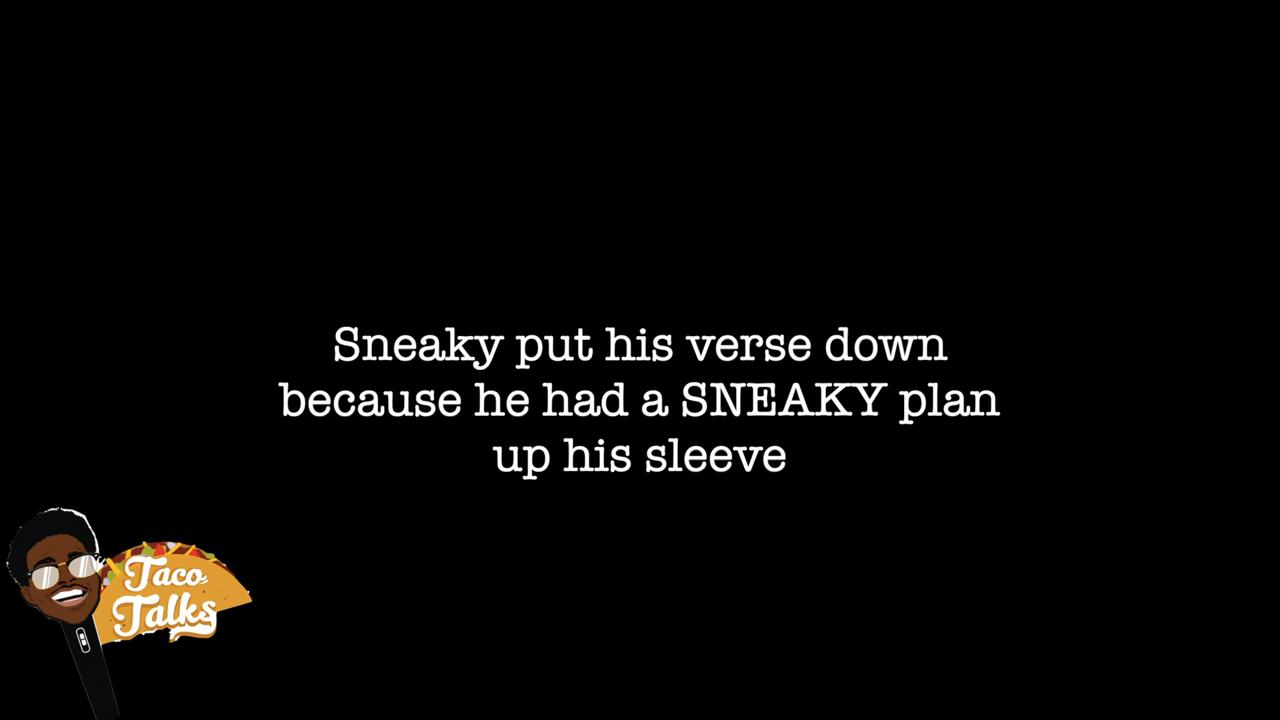 Sneaky put his verse down
because he had a SNEAKY plan
up his sleeve
Taco
Talks